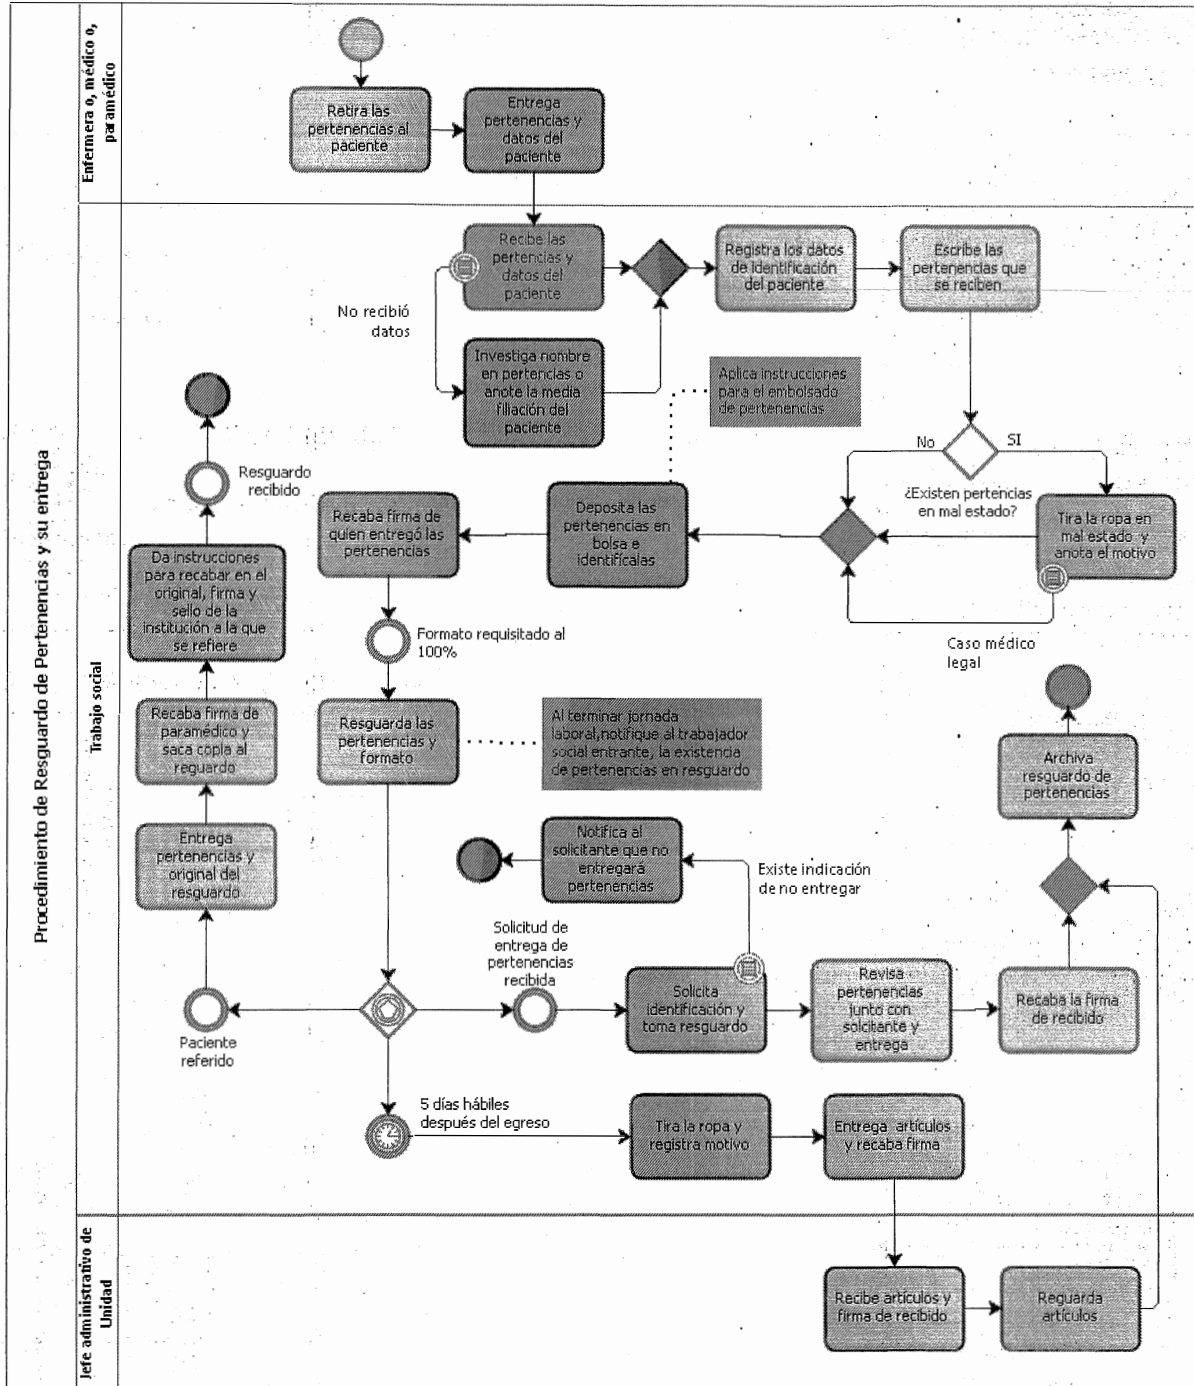 Procedimiento de Resguardo de Pertenencias y su entrega
Enfermera o, médico o,
paramédico
Retira las
pertenencias al
paciente
Entrega
pertenencias y
datos del
paciente
Trabajo social
Recibe las
pertencias y
datos del
paciente
Registra los datos
de identificación
del paciente
Escribe las
pertenencias que
se reciben
No recibió
datos
Investiga nombre
en pertencias o
anote la media
filiación del
paciente
Aplica instrucciones
para el embolsado
de pertenencias
No
SI
¿Existen pertencias
en mal estado?
Tira la ropa en
mal estado y
anota el motivo
Caso médico
legal
Deposita las
pertenencias en
bolsa e
identifícalas
Recaba firma de
quien entregó las
pertenencias
Formato requisitado al
100%
Resguarda las
pertenencias y
formato
Al terminar jornada
laboral,notifique al trabajador
social entrante, la existencia
de pertenencias en resguardo
Resguardo
recibido
Da instrucciones
para recabar en el
original, firma y
sello de la
institución a la que
se refiere
Recaba firma de
paramédico y
saca copia al
reguardo
Entrega
pertenencias y
original del
resguardo
Paciente
referido
Notifica al
solicitante que no
entregará
pertenencias
Existe indicación
de no entregar
Solicitud de
entrega de
pertenencias
recibida
Solicita
identificación y
toma resguardo
Revisa
pertenencias
junto con
solcitante y
entrega
Recaba la firma
de recibido
Archiva
resguardo de
pertenencias
5 días hábiles
después del egreso
Tira la ropa y
registra motivo
Entrega artículos
y recaba firma
Jefe administrativo de
Unidad
Recibe artículos y
firma de recibido
Reguarda
artículos